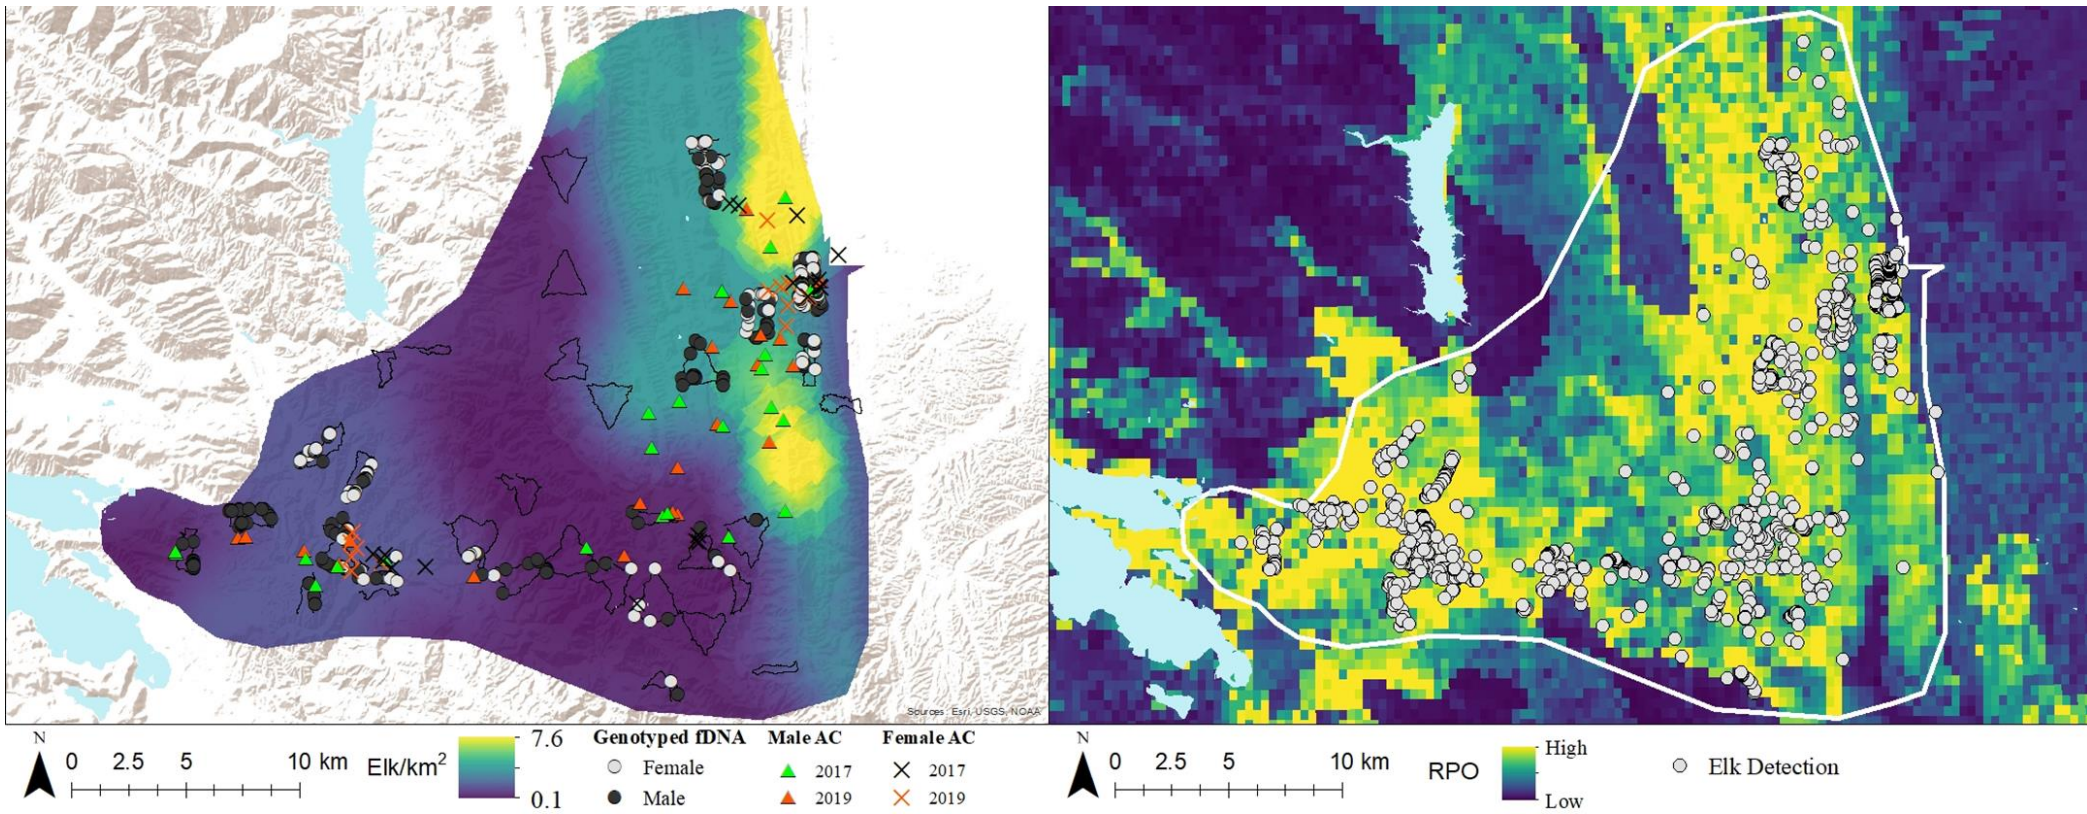 Sources: Esri, USGS, NOAA
N
0 2.5 5 10 km
Elk/km²
7.6
0.1
Genotyped fDNA
Female
Male
Male AC
2017
2019
Female AC
2017
2019
N
0 2.5 5 10 km
RPO
High
Low
Elk Detection